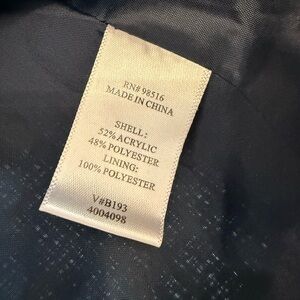 RN# 98516
MADE IN CHINA
SHELL :
52% ACRYLIC
48% POLYESTER
LINING:
100% POLYESTER
V#B193
4004098